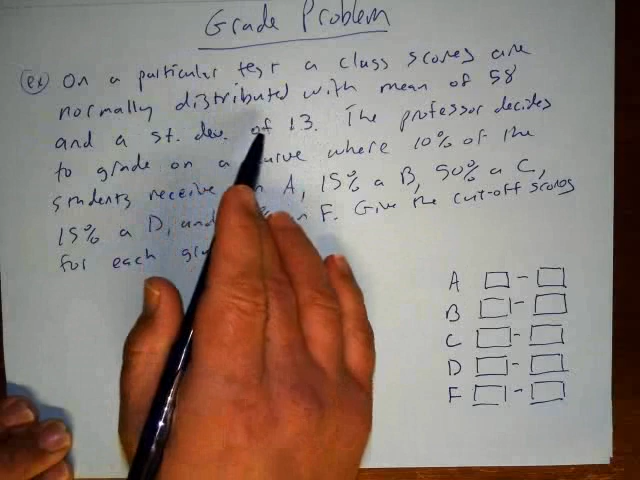 Grade Problem
ex On a particular test a class scores are
normally distributed with mean of 58
and a st. dev. of 13. The professor decides
to grade on a curve where 10% of the
students receive an A, 15% a B, 50% a C,
15% a D, and an F. Give the cut-off scores
for each
A □ - □
B □ - □
C □ - □
D □ - □
F □ - □